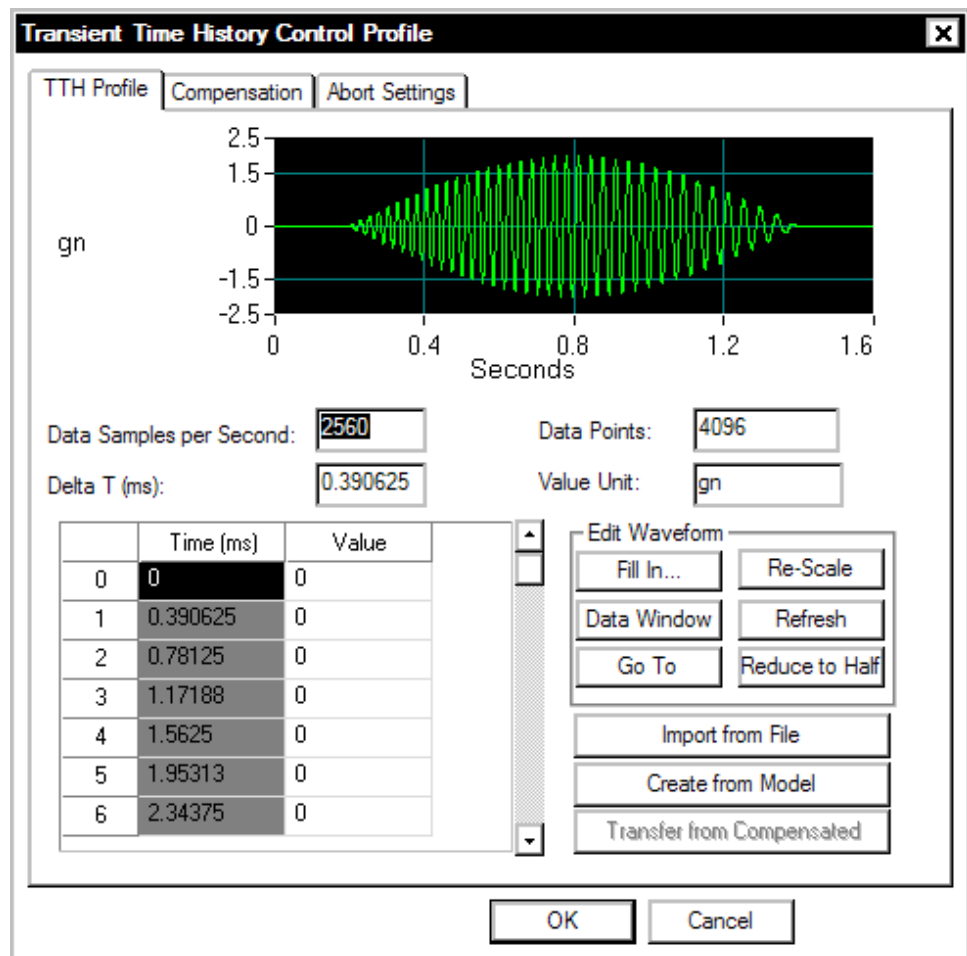 Transient Time History Control Profile
TTH Profile Compensation Abort Settings
2.5
1.5
0
-1.5
-2.5
gn
0 0.4 0.8 1.2 1.6
Seconds
Data Samples per Second: 2560 Data Points: 4096
Delta T (ms): 0.390625 Value Unit: gn
Time (ms) Value
0 0 0
1 0.390625 0
2 0.78125 0
3 1.17188 0
4 1.5625 0
5 1.95313 0
6 2.34375 0
Edit Waveform
Fill In... Re-Scale
Data Window Refresh
Go To Reduce to Half
Import from File
Create from Model
Transfer from Compensated
OK Cancel